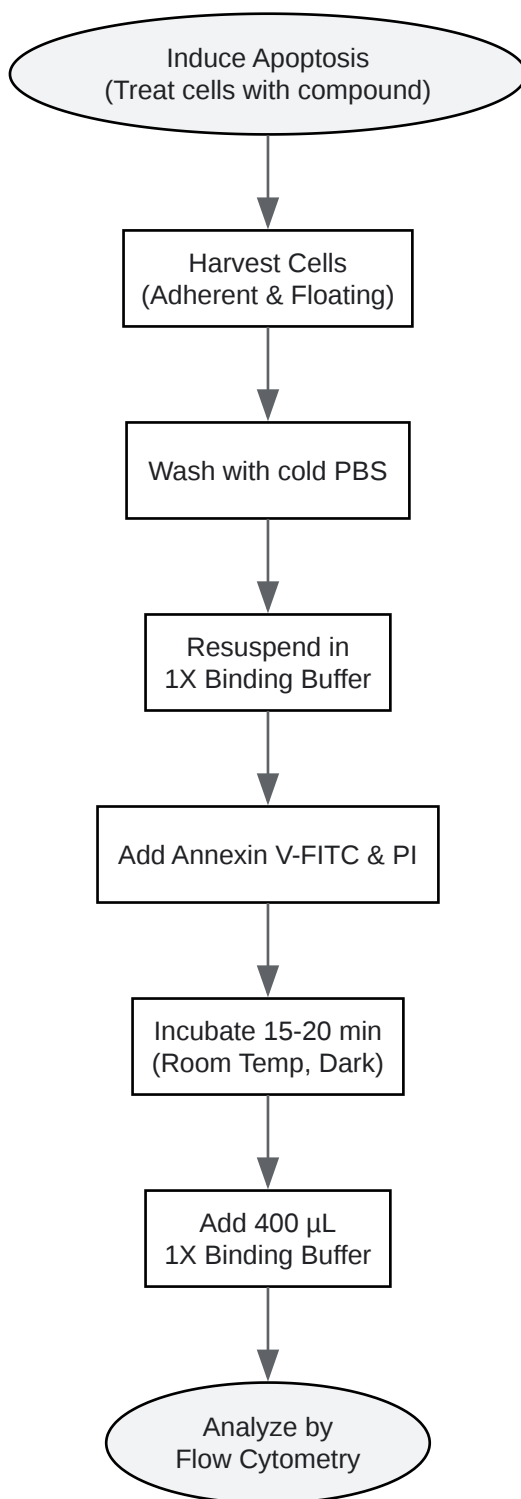 Induce Apoptosis
(Treat cells with compound)
Harvest Cells
(Adherent & Floating)
Wash with cold PBS
Resuspend in
1X Binding Buffer
Add Annexin V-FITC & PI
Incubate 15-20 min
(Room Temp, Dark)
Add 400 µL
1X Binding Buffer
Analyze by
Flow Cytometry